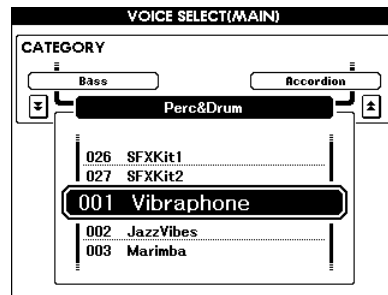 VOICE SELECT(MAIN)
CATEGORY
Bass
Accordion
Perc&Drum
026 SFXKit1
027 SFXKit2
001 Vibraphone
002 JazzVibes
003 Marimba